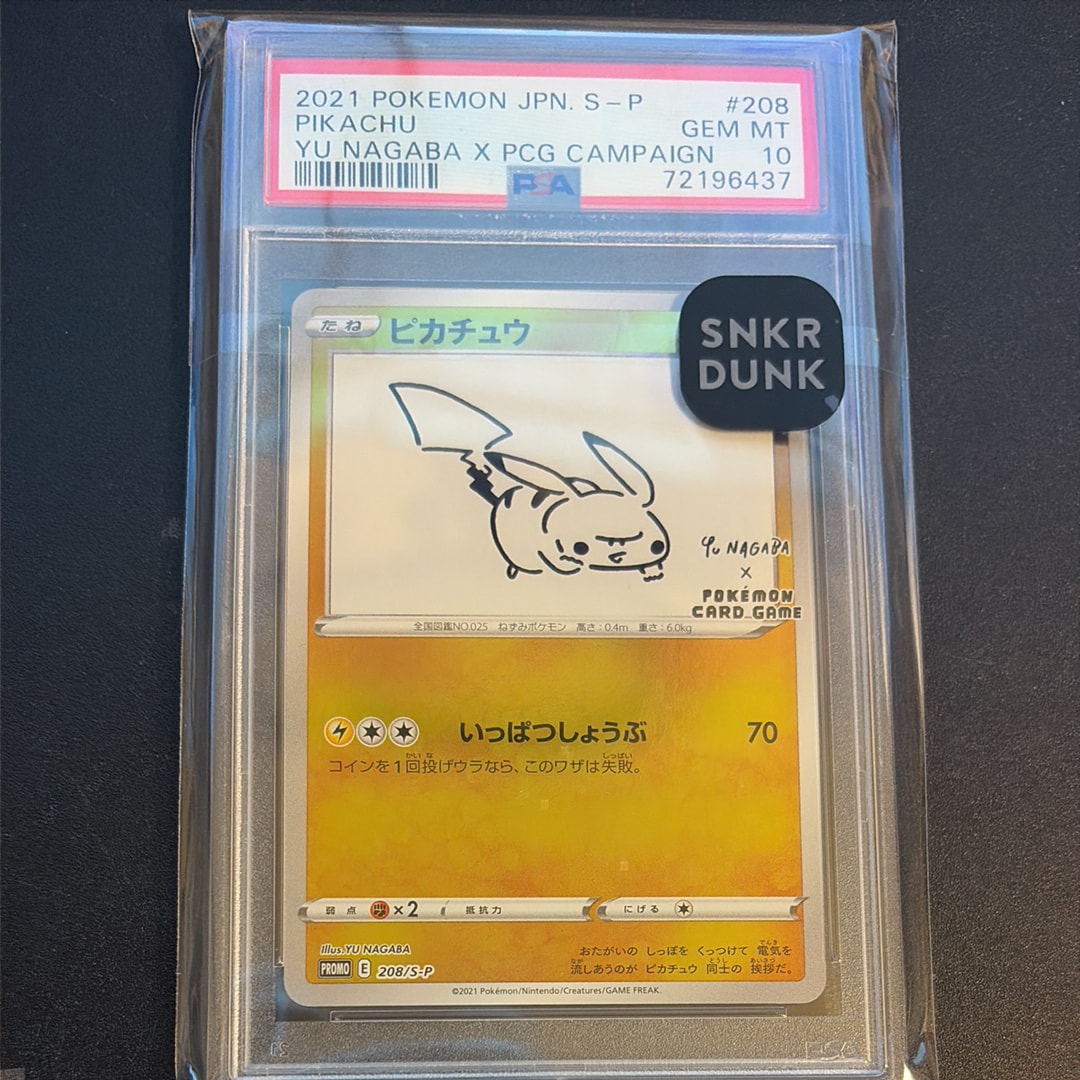 2021 POKEMON JPN. S-P #208
PIKACHU GEM MT
YU NAGABA X PCG CAMPAIGN 10
PSA 72196437
たね ピカチュウ
SNKR
DUNK
Yu NAGABA
×
POKÉMON
CARD GAME
全国図鑑NO.025 ねずみポケモン 高さ:0.4m 重さ:6.0kg
いっぱつしょうぶ 70
コインを1回投げウラなら、このワザは失敗。
弱点 ×2 抵抗力 にげる
Illus.YU NAGABA
PROMO E 208/S-P
おたがいの しっぽを くっつけて 電気を
流しあうのが ピカチュウ 同士の 挨拶だ。
©2021 Pokémon/Nintendo/Creatures/GAME FREAK.